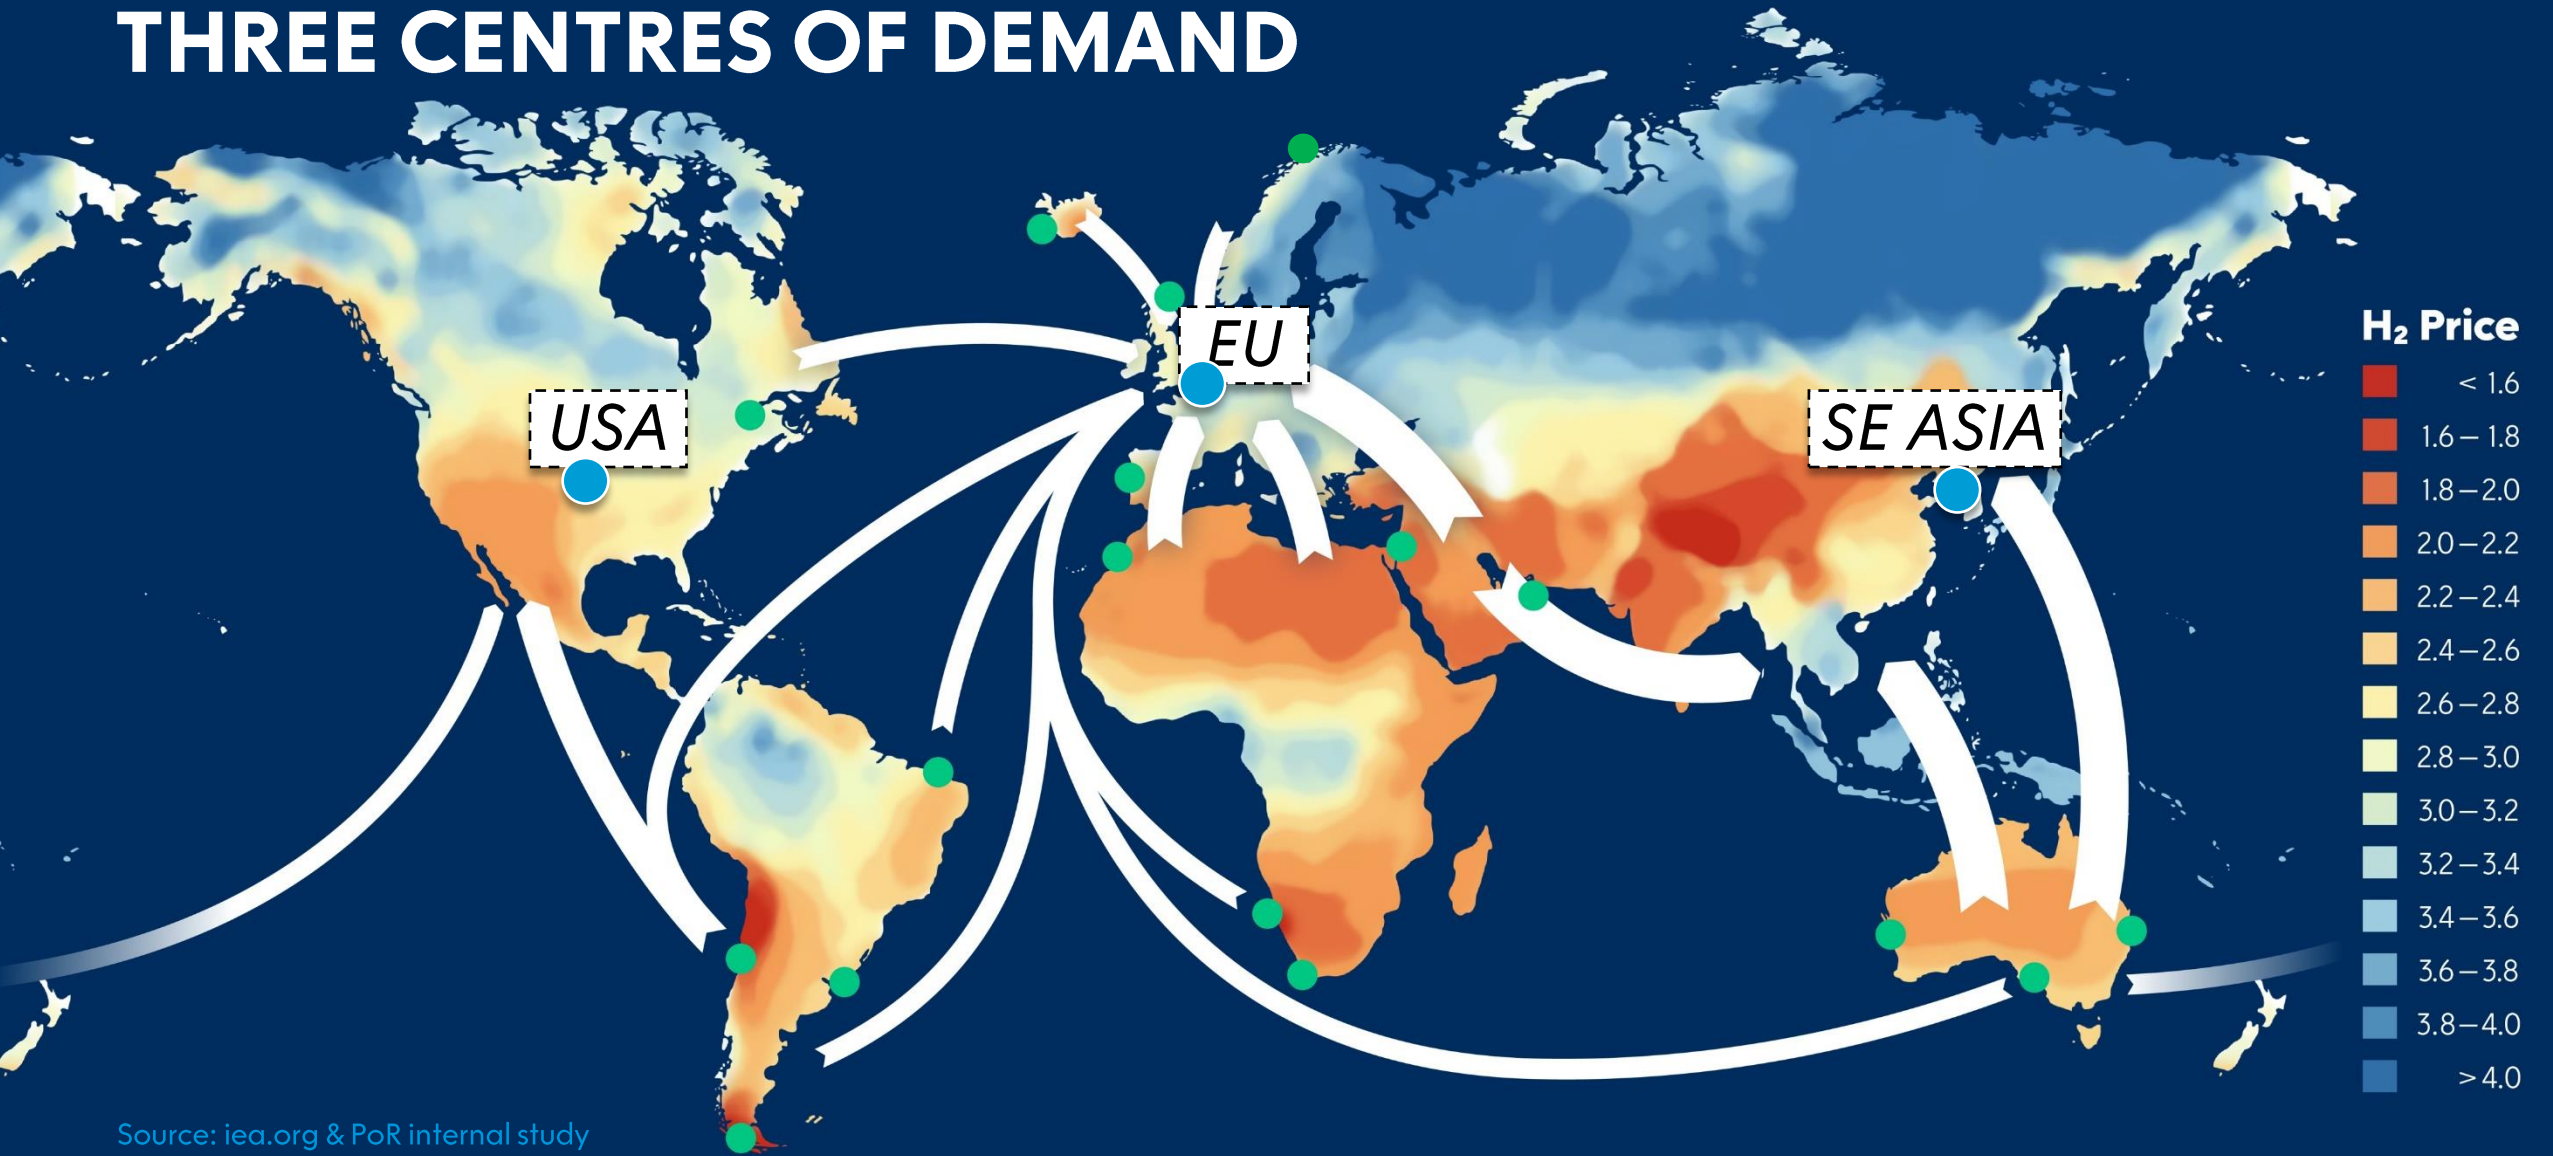 THREE CENTRES OF DEMAND
EU
USA
SE ASIA
H₂ Price
< 1.6
1.6 – 1.8
1.8 – 2.0
2.0 – 2.2
2.2 – 2.4
2.4 – 2.6
2.6 – 2.8
2.8 – 3.0
3.0 – 3.2
3.2 – 3.4
3.4 – 3.6
3.6 – 3.8
3.8 – 4.0
> 4.0
Source: iea.org & PoR internal study